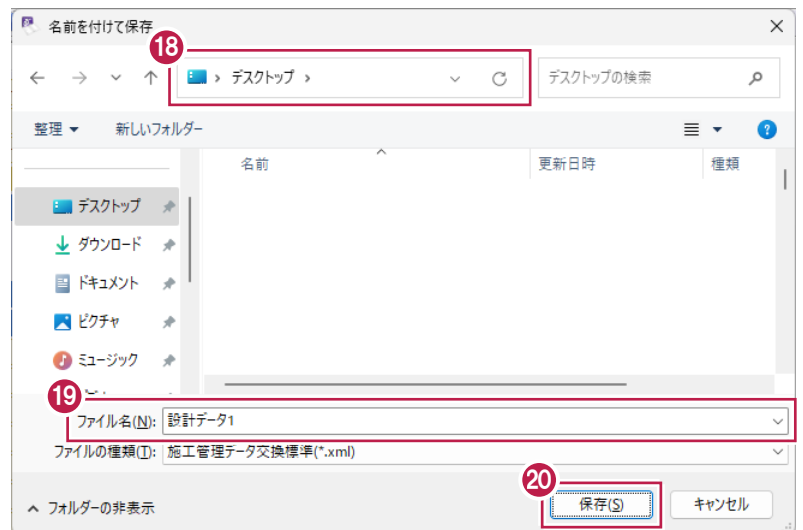 名前を付けて保存
18
デスクトップ
デスクトップの検索
整理 新しいフォルダー
名前 更新日時 種類
デスクトップ
ダウンロード
ドキュメント
ピクチャ
ミュージック
19
ファイル名(N): 設計データ1
ファイルの種類(T): 施工管理データ交換標準(*.xml)
20
フォルダーの非表示 保存(S) キャンセル